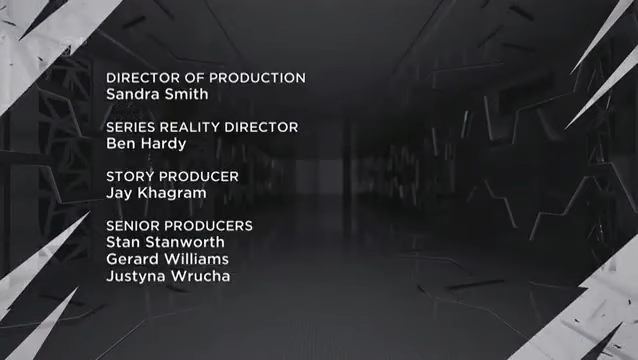 DIRECTOR OF PRODUCTION
Sandra Smith
SERIES REALITY DIRECTOR
Ben Hardy
STORY PRODUCER
Jay Khagram
SENIOR PRODUCERS
Stan Stanworth
Gerard Williams
Justyna Wrucha